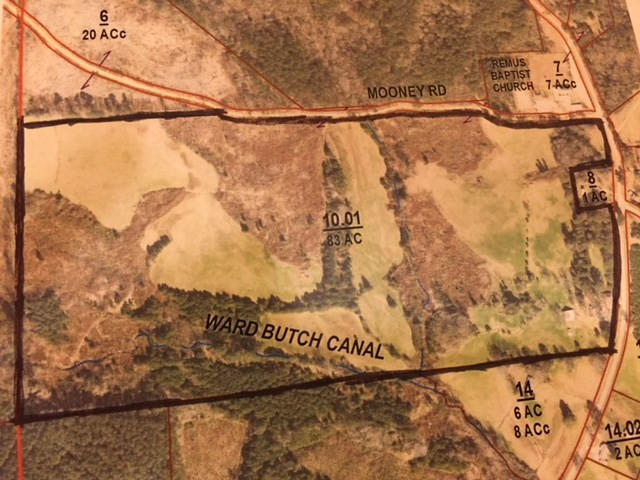 6
20 ACc
REMUS
BAPTIST
CHURCH
7
7 ACc
MOONEY RD
8
1 AC
10.01
83 AC
WARD BUTCH CANAL
14
6 AC
8 ACc
14.02
2 AC